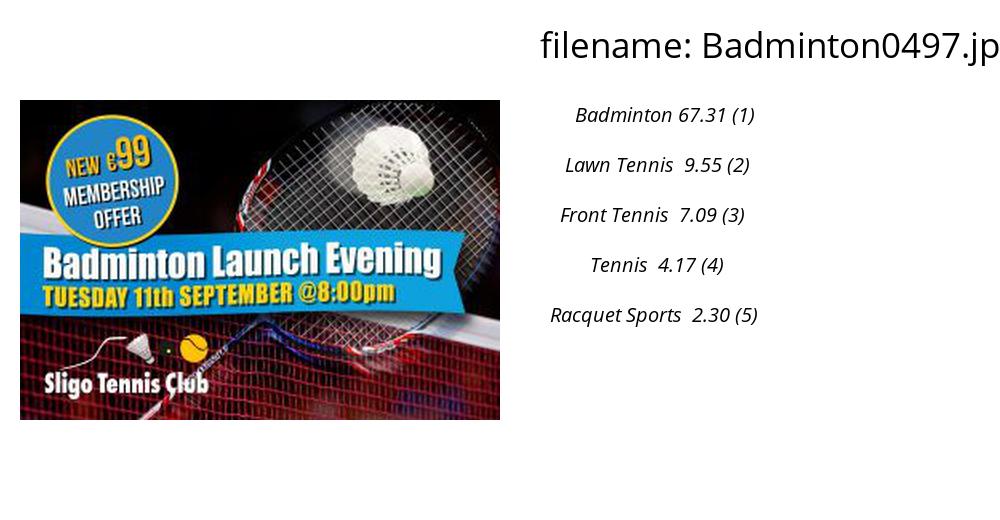 filename: Badminton0497.jp
NEW €99
MEMBERSHIP
OFFER
Badminton Launch Evening
TUESDAY 11th SEPTEMBER @8:00pm
Sligo Tennis Club
Badminton 67.31 (1)
Lawn Tennis 9.55 (2)
Front Tennis 7.09 (3)
Tennis 4.17 (4)
Racquet Sports 2.30 (5)